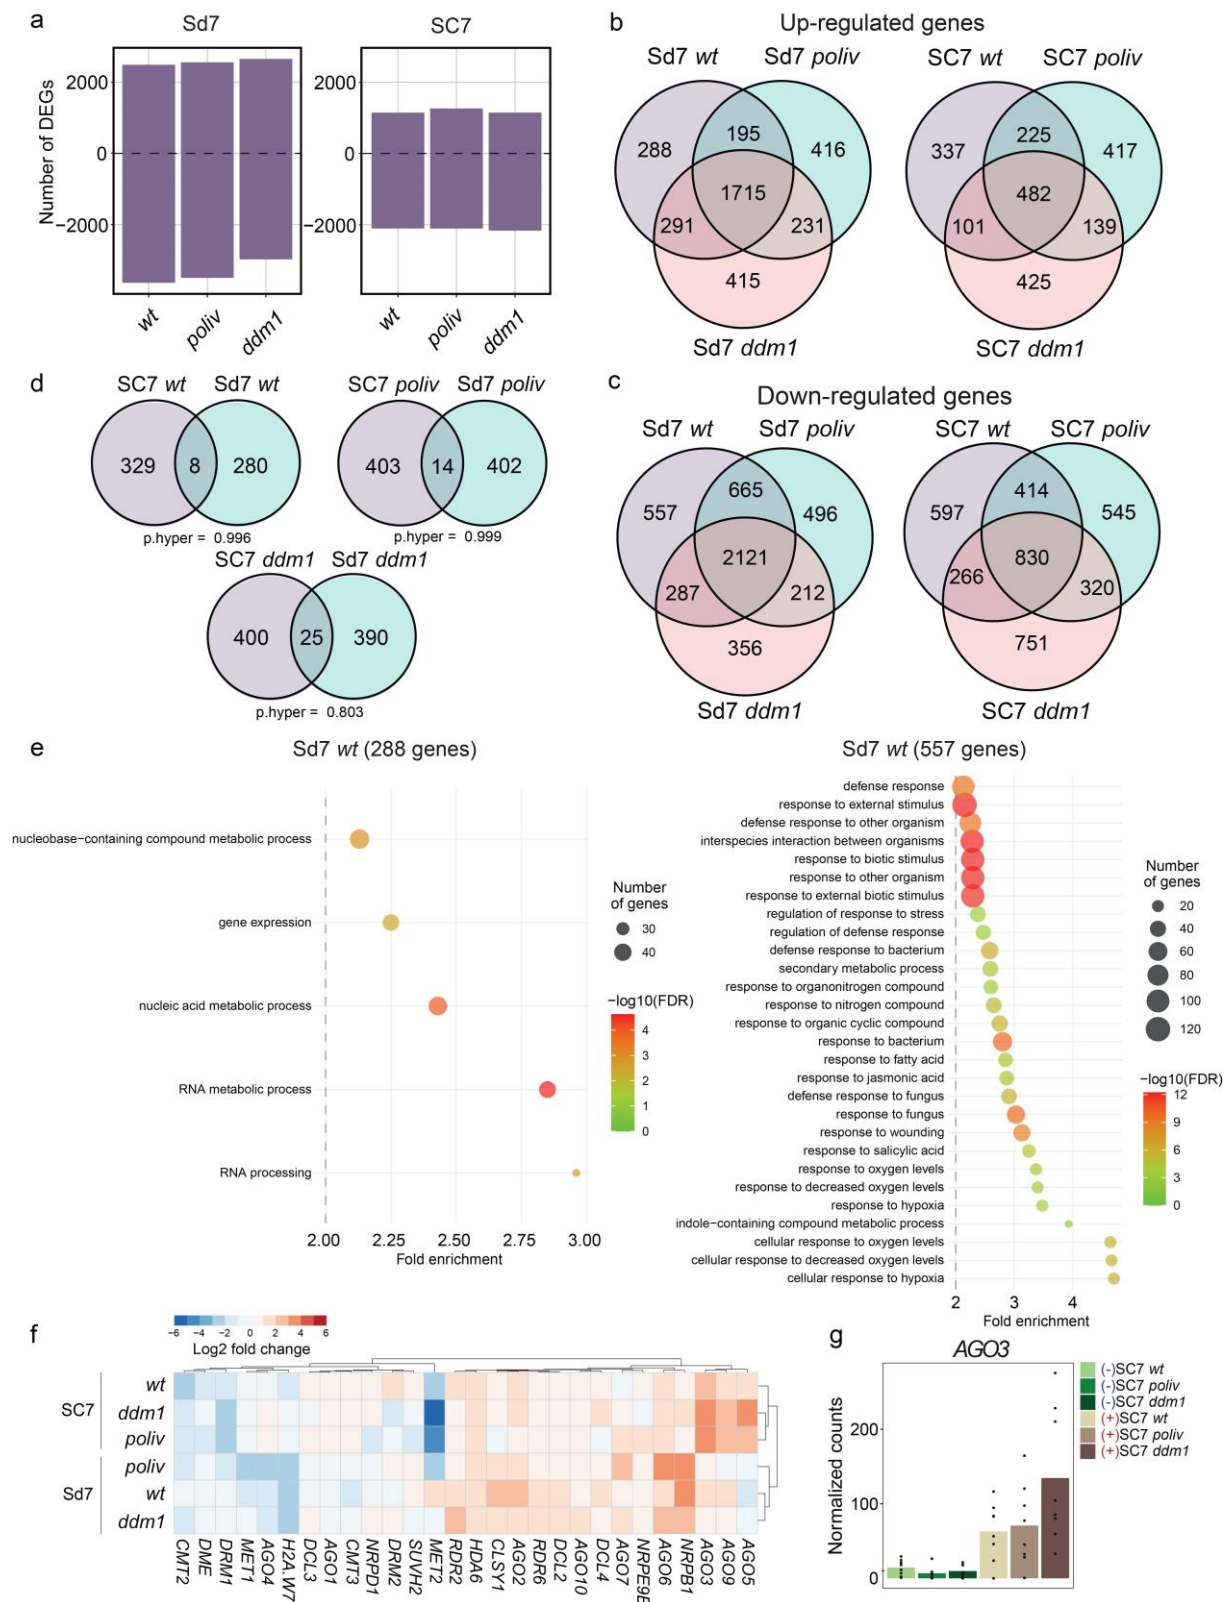 a
Sd7
SC7
Number of DEGs
2000
0
−2000
2000
0
−2000
wt
poliv
ddm1
wt
poliv
ddm1
b
Up-regulated genes
Sd7 wt
Sd7 poliv
288
195
416
1715
291
231
415
Sd7 ddm1
SC7 wt
SC7 poliv
337
225
417
482
101
139
425
SC7 ddm1
d
SC7 wt
Sd7 wt
329
8
280
p.hyper = 0.996
SC7 poliv
Sd7 poliv
403
14
402
p.hyper = 0.999
SC7 ddm1
Sd7 ddm1
400
25
390
p.hyper = 0.803
c
Down-regulated genes
Sd7 wt
Sd7 poliv
557
665
496
2121
287
212
356
Sd7 ddm1
SC7 wt
SC7 poliv
597
414
545
830
266
320
751
SC7 ddm1
e
Sd7 wt (288 genes)
nucleobase−containing compound metabolic process
gene expression
nucleic acid metabolic process
RNA metabolic process
RNA processing
2.00
2.25
2.50
2.75
3.00
Fold enrichment
Number
of genes
30
40
−log10(FDR)
4
3
2
1
0
Sd7 wt (557 genes)
defense response
response to external stimulus
defense response to other organism
interspecies interaction between organisms
response to biotic stimulus
response to other organism
response to external biotic stimulus
regulation of response to stress
regulation of defense response
defense response to bacterium
secondary metabolic process
response to organonitrogen compound
response to nitrogen compound
response to organic cyclic compound
response to bacterium
response to fatty acid
response to jasmonic acid
defense response to fungus
response to fungus
response to wounding
response to salicylic acid
response to oxygen levels
response to decreased oxygen levels
response to hypoxia
indole−containing compound metabolic process
cellular response to oxygen levels
cellular response to decreased oxygen levels
cellular response to hypoxia
2
3
4
Fold enrichment
Number
of genes
20
40
60
80
100
120
−log10(FDR)
12
9
6
3
0
f
−6 −4 −2 0 2 4 6
Log2 fold change
SC7
wt
ddm1
poliv
Sd7
poliv
wt
ddm1
CMT2
DME
DRM1
MET1
AGO4
H2A.W7
DCL3
AGO1
CMT3
NRPD1
DRM2
SUVH2
MET2
RDR2
HDA6
CLSY1
AGO2
RDR6
DCL2
AGO10
DCL4
AGO7
NRPE9B
AGO6
NRPB1
AGO3
AGO9
AGO5
g
AGO3
Normalized counts
200
100
0
(-)SC7 wt
(-)SC7 poliv
(-)SC7 ddm1
(+)SC7 wt
(+)SC7 poliv
(+)SC7 ddm1